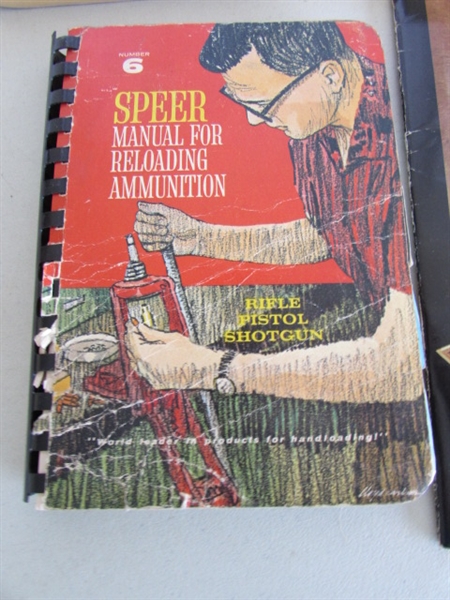 NUMBER
6
SPEER
MANUAL FOR
RELOADING
AMMUNITION
RIFLE
PISTOL
SHOTGUN
"World leader in products for handloading!"